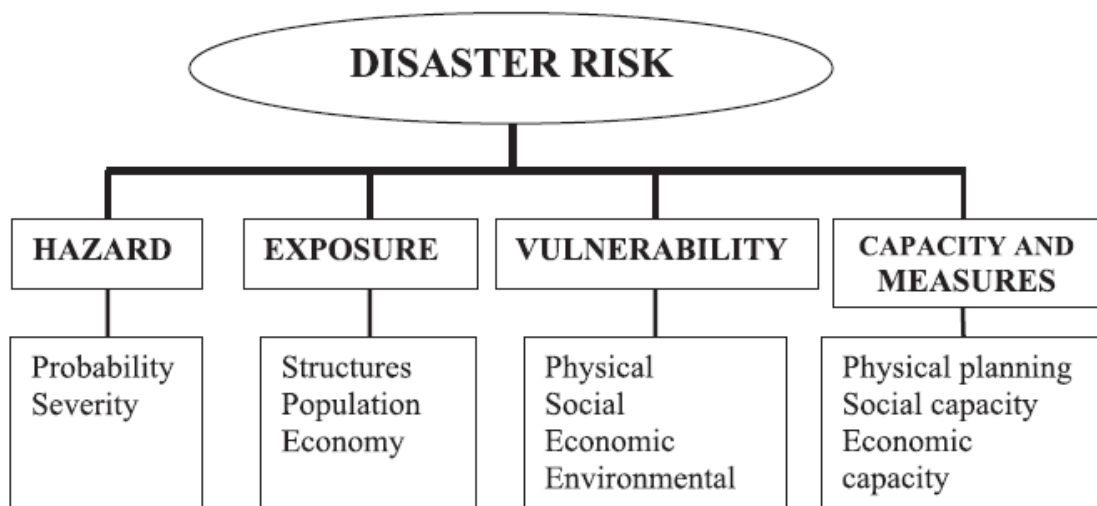 DISASTER RISK
HAZARD
EXPOSURE
VULNERABILITY
CAPACITY AND
MEASURES
Probability
Severity
Structures
Population
Economy
Physical
Social
Economic
Environmental
Physical planning
Social capacity
Economic
capacity